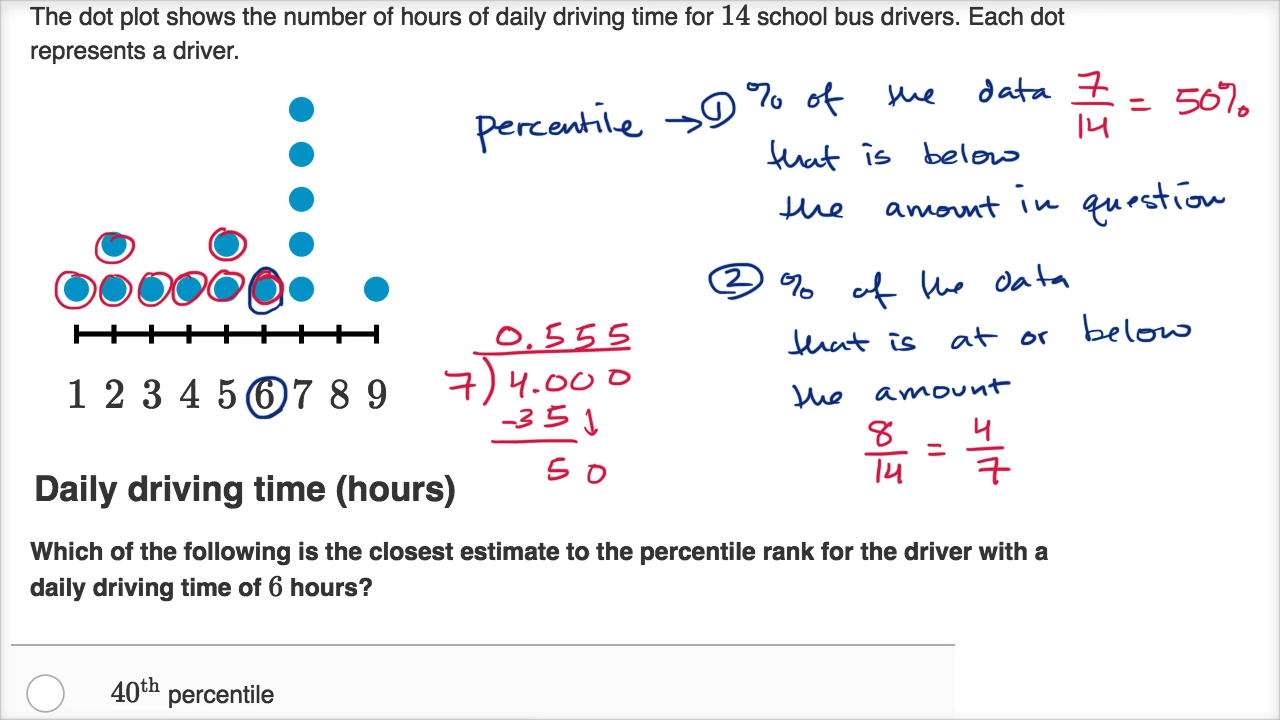 The dot plot shows the number of hours of daily driving time for 14 school bus drivers. Each dot
represents a driver.
percentile → ① % of the data 7/14 = 50%
that is below
the amount in question
② % of the data
that is at or below
the amount
8/14 = 4/7
0.555
7)4.000
-35↓
50
1 2 3 4 5 6 7 8 9
Daily driving time (hours)
Which of the following is the closest estimate to the percentile rank for the driver with a
daily driving time of 6 hours?
40th percentile